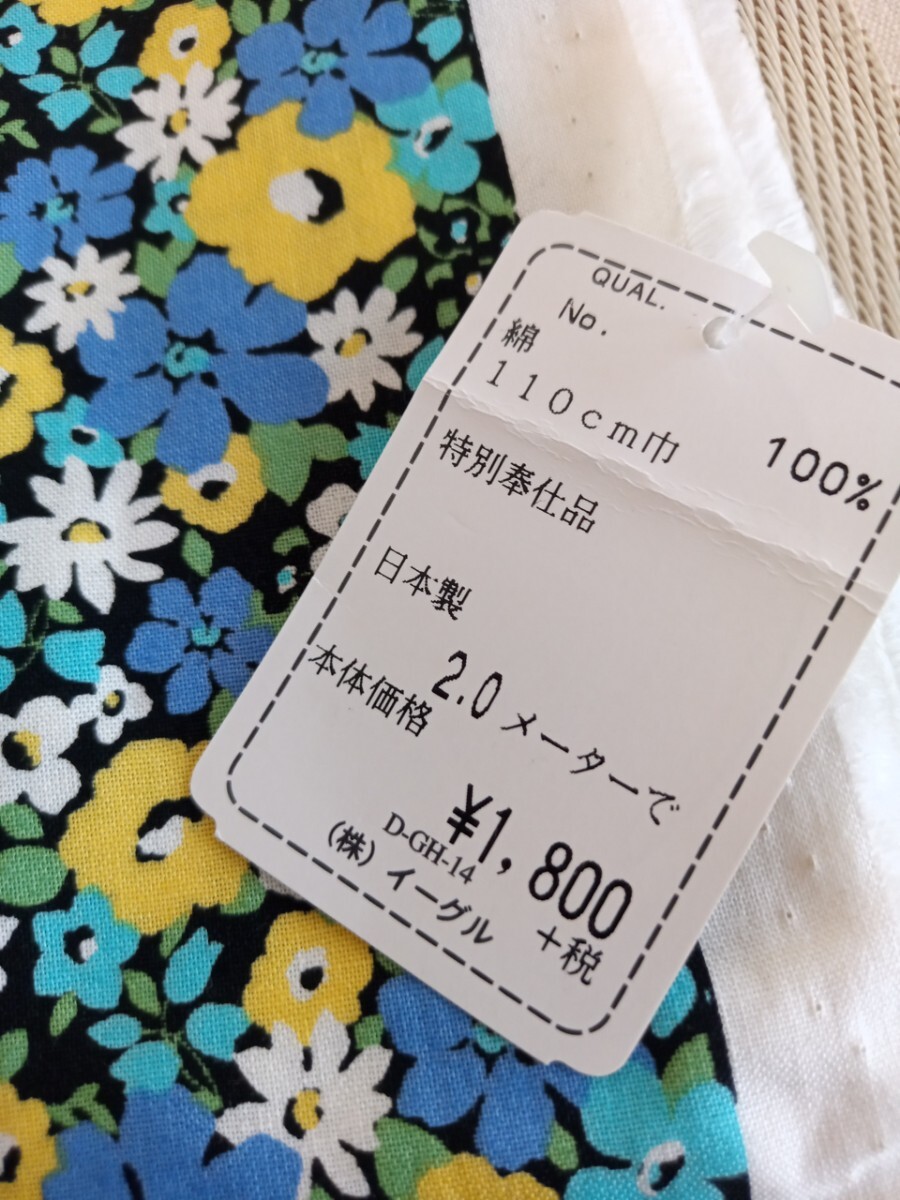 QUAL.
No.
綿 100%
110cm巾
特別奉仕品
日本製
2.0 メーターで
本体価格
¥1,800 +税
D-GH-14
(株) イーグル